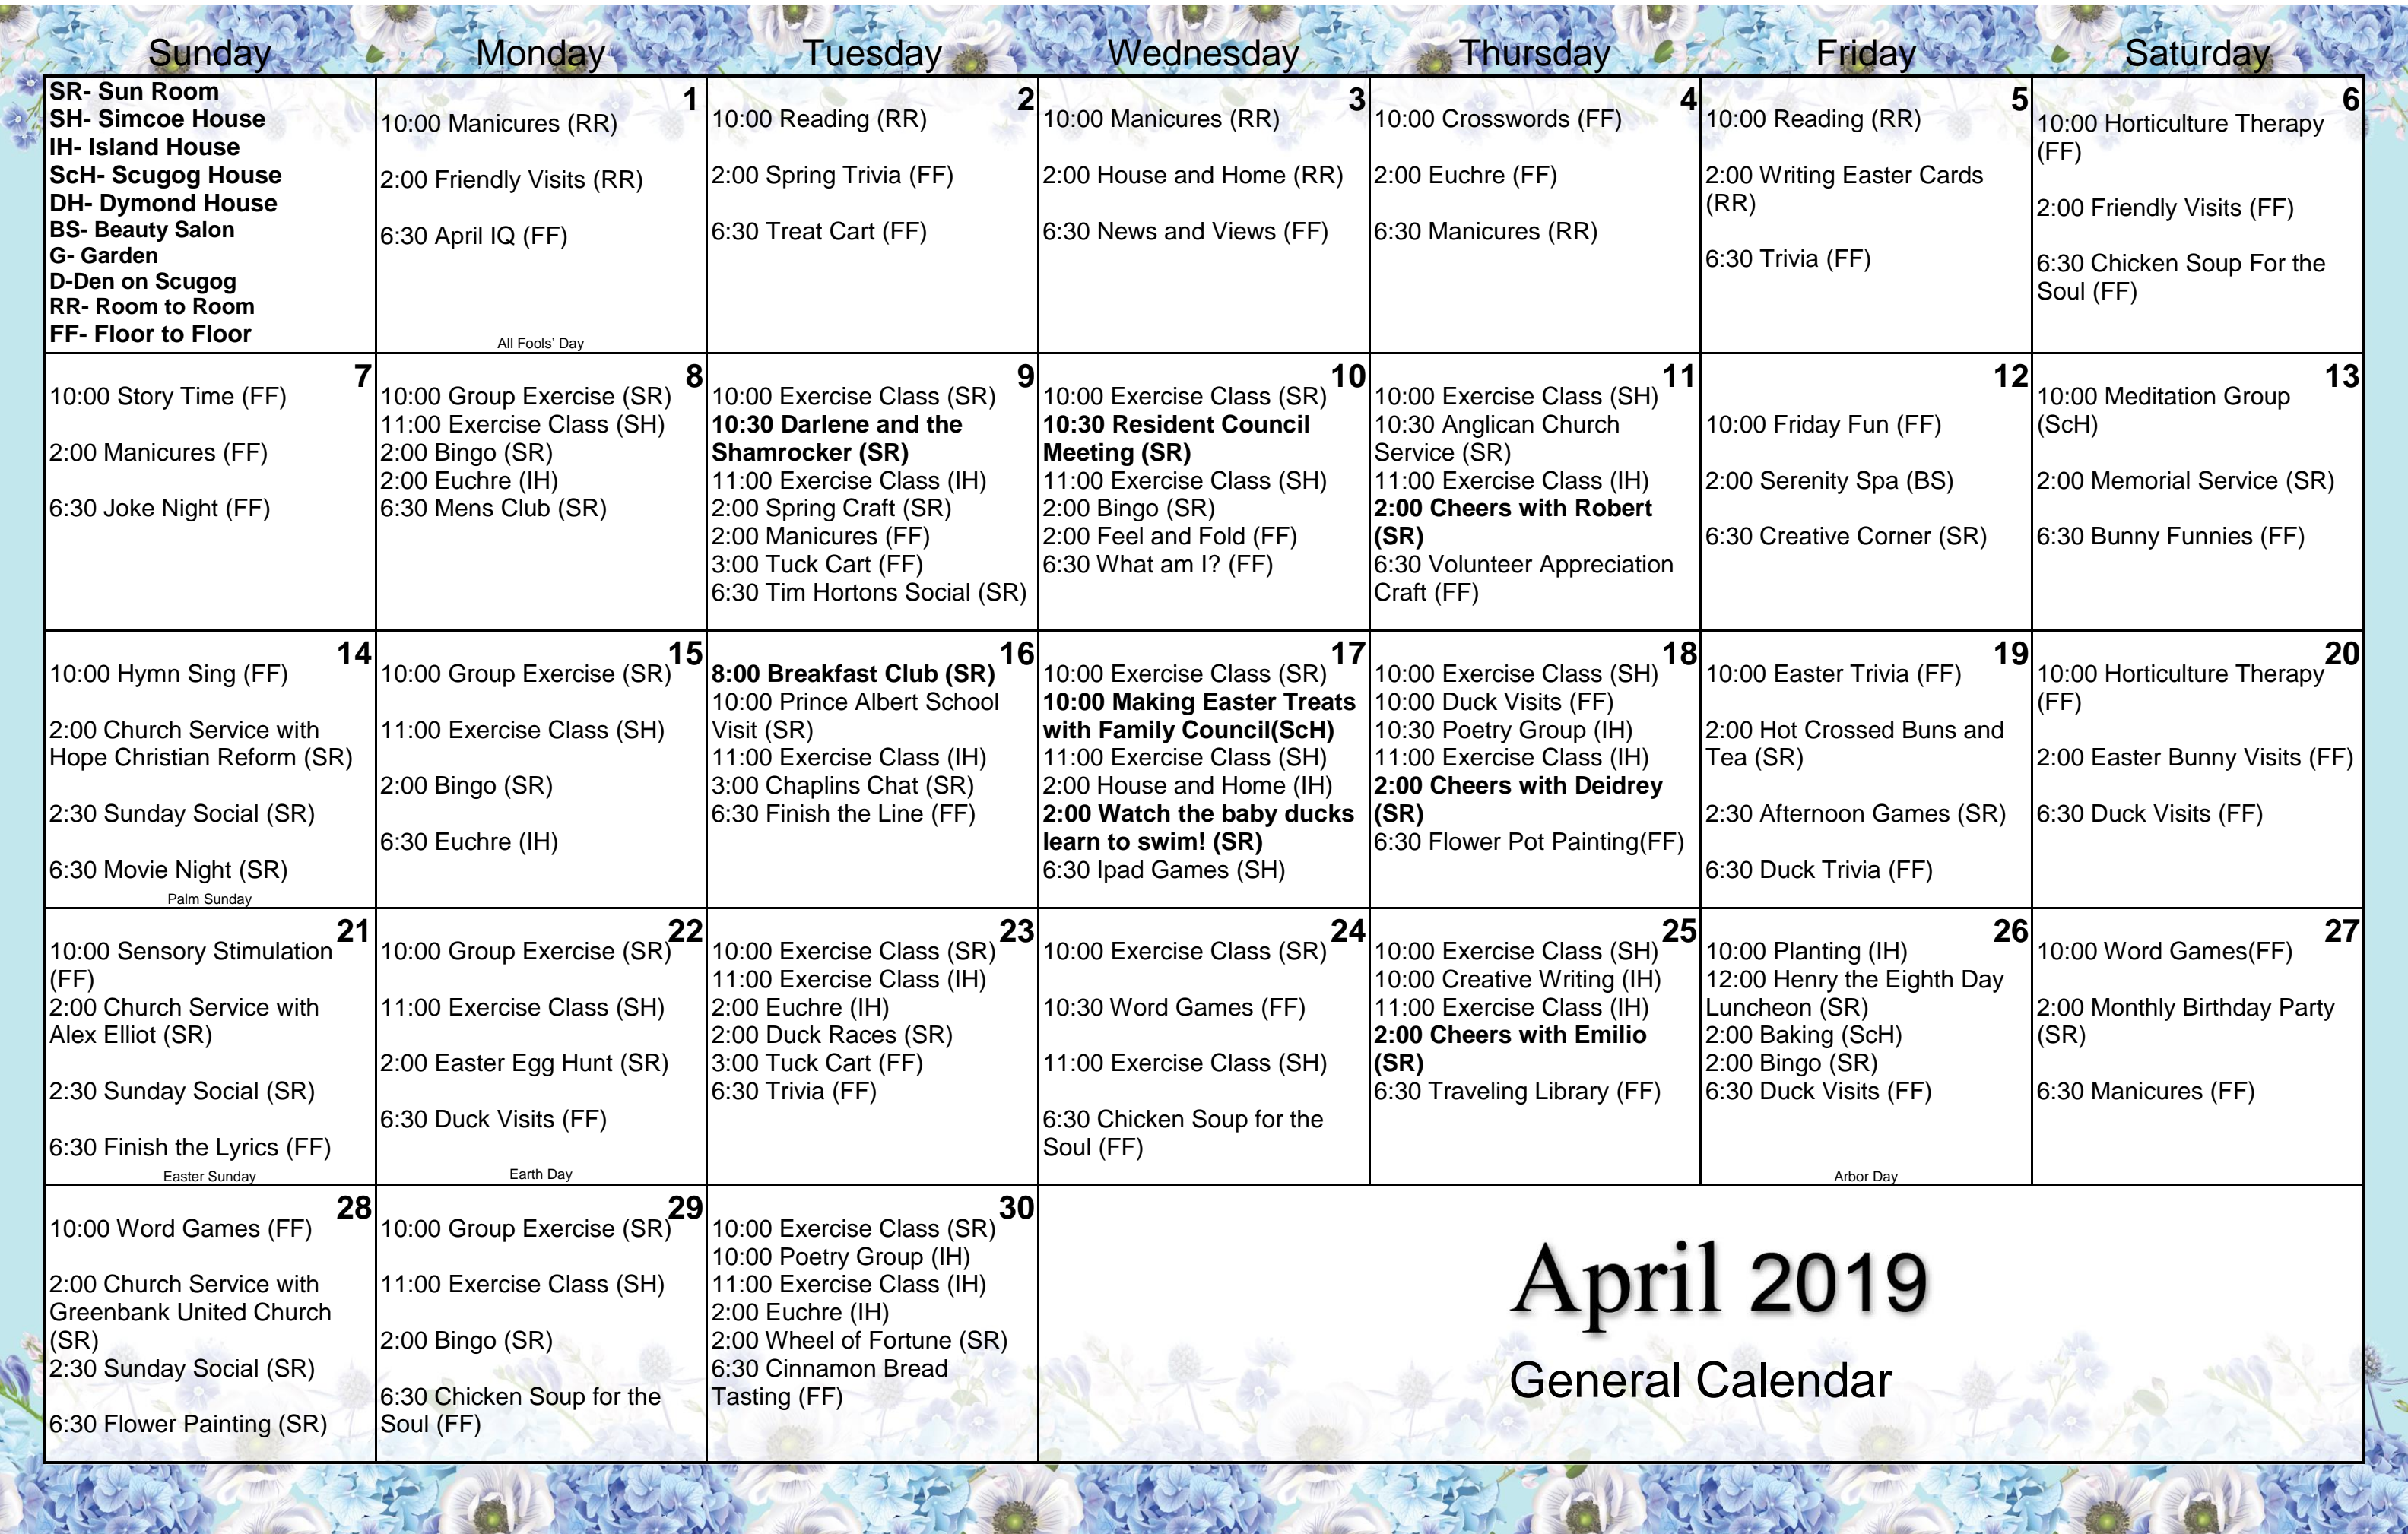 Sunday
Monday
Tuesday
Wednesday
Thursday
Friday
Saturday
SR- Sun Room
SH- Simcoe House
IH- Island House
ScH- Scugog House
DH- Dymond House
BS- Beauty Salon
G- Garden
D-Den on Scugog
RR- Room to Room
FF- Floor to Floor
1
10:00 Manicures (RR)
2:00 Friendly Visits (RR)
6:30 April IQ (FF)
All Fools' Day
2
10:00 Reading (RR)
2:00 Spring Trivia (FF)
6:30 Treat Cart (FF)
3
10:00 Manicures (RR)
2:00 House and Home (RR)
6:30 News and Views (FF)
4
10:00 Crosswords (FF)
2:00 Euchre (FF)
6:30 Manicures (RR)
5
10:00 Reading (RR)
2:00 Writing Easter Cards
(RR)
6:30 Trivia (FF)
6
10:00 Horticulture Therapy
(FF)
2:00 Friendly Visits (FF)
6:30 Chicken Soup For the
Soul (FF)
7
10:00 Story Time (FF)
2:00 Manicures (FF)
6:30 Joke Night (FF)
8
10:00 Group Exercise (SR)
11:00 Exercise Class (SH)
2:00 Bingo (SR)
2:00 Euchre (IH)
6:30 Mens Club (SR)
9
10:00 Exercise Class (SR)
10:30 Darlene and the
Shamrocker (SR)
11:00 Exercise Class (IH)
2:00 Spring Craft (SR)
2:00 Manicures (FF)
3:00 Tuck Cart (FF)
6:30 Tim Hortons Social (SR)
10
10:00 Exercise Class (SR)
10:30 Resident Council
Meeting (SR)
11:00 Exercise Class (SH)
2:00 Bingo (SR)
2:00 Feel and Fold (FF)
6:30 What am I? (FF)
11
10:00 Exercise Class (SH)
10:30 Anglican Church
Service (SR)
11:00 Exercise Class (IH)
2:00 Cheers with Robert
(SR)
6:30 Volunteer Appreciation
Craft (FF)
12
10:00 Friday Fun (FF)
2:00 Serenity Spa (BS)
6:30 Creative Corner (SR)
13
10:00 Meditation Group
(ScH)
2:00 Memorial Service (SR)
6:30 Bunny Funnies (FF)
14
10:00 Hymn Sing (FF)
2:00 Church Service with
Hope Christian Reform (SR)
2:30 Sunday Social (SR)
6:30 Movie Night (SR)
Palm Sunday
15
10:00 Group Exercise (SR)
11:00 Exercise Class (SH)
2:00 Bingo (SR)
6:30 Euchre (IH)
16
8:00 Breakfast Club (SR)
10:00 Prince Albert School
Visit (SR)
11:00 Exercise Class (IH)
3:00 Chaplins Chat (SR)
6:30 Finish the Line (FF)
17
10:00 Exercise Class (SR)
10:00 Making Easter Treats
with Family Council(ScH)
11:00 Exercise Class (SH)
2:00 House and Home (IH)
2:00 Watch the baby ducks
learn to swim! (SR)
6:30 Ipad Games (SH)
18
10:00 Exercise Class (SH)
10:00 Duck Visits (FF)
10:30 Poetry Group (IH)
11:00 Exercise Class (IH)
2:00 Cheers with Deidrey
(SR)
6:30 Flower Pot Painting(FF)
19
10:00 Easter Trivia (FF)
2:00 Hot Crossed Buns and
Tea (SR)
2:30 Afternoon Games (SR)
6:30 Duck Trivia (FF)
20
10:00 Horticulture Therapy
(FF)
2:00 Easter Bunny Visits (FF)
6:30 Duck Visits (FF)
21
10:00 Sensory Stimulation
(FF)
2:00 Church Service with
Alex Elliot (SR)
2:30 Sunday Social (SR)
6:30 Finish the Lyrics (FF)
Easter Sunday
22
10:00 Group Exercise (SR)
11:00 Exercise Class (SH)
2:00 Easter Egg Hunt (SR)
6:30 Duck Visits (FF)
Earth Day
23
10:00 Exercise Class (SR)
11:00 Exercise Class (IH)
2:00 Euchre (IH)
2:00 Duck Races (SR)
3:00 Tuck Cart (FF)
6:30 Trivia (FF)
24
10:00 Exercise Class (SR)
10:30 Word Games (FF)
11:00 Exercise Class (SH)
6:30 Chicken Soup for the
Soul (FF)
25
10:00 Exercise Class (SH)
10:00 Creative Writing (IH)
11:00 Exercise Class (IH)
2:00 Cheers with Emilio
(SR)
6:30 Traveling Library (FF)
26
10:00 Planting (IH)
12:00 Henry the Eighth Day
Luncheon (SR)
2:00 Baking (ScH)
2:00 Bingo (SR)
6:30 Duck Visits (FF)
Arbor Day
27
10:00 Word Games(FF)
2:00 Monthly Birthday Party
(SR)
6:30 Manicures (FF)
28
10:00 Word Games (FF)
2:00 Church Service with
Greenbank United Church
(SR)
2:30 Sunday Social (SR)
6:30 Flower Painting (SR)
29
10:00 Group Exercise (SR)
11:00 Exercise Class (SH)
2:00 Bingo (SR)
6:30 Chicken Soup for the
Soul (FF)
30
10:00 Exercise Class (SR)
10:00 Poetry Group (IH)
11:00 Exercise Class (IH)
2:00 Euchre (IH)
2:00 Wheel of Fortune (SR)
6:30 Cinnamon Bread
Tasting (FF)
April 2019
General Calendar